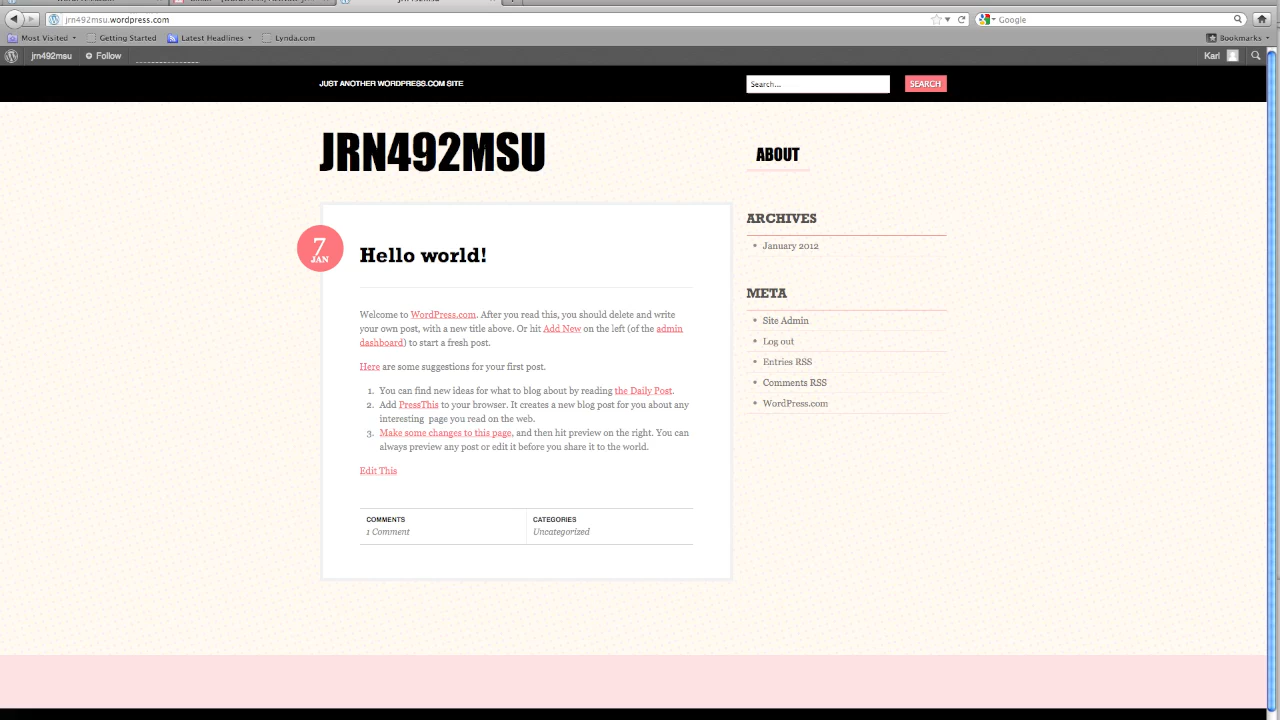 jrn492msu.wordpress.com
Google
Most Visited
Getting Started
Latest Headlines
Lynda.com
Bookmarks
jrn492msu
Follow
Karl
JUST ANOTHER WORDPRESS.COM SITE
Search...
SEARCH
JRN492MSU
ABOUT
7
JAN
Hello world!
Welcome to WordPress.com. After you read this, you should delete and write
your own post, with a new title above. Or hit Add New on the left (of the admin
dashboard) to start a fresh post.
Here are some suggestions for your first post.
1. You can find new ideas for what to blog about by reading the Daily Post.
2. Add PressThis to your browser. It creates a new blog post for you about any
interesting page you read on the web.
3. Make some changes to this page, and then hit preview on the right. You can
always preview any post or edit it before you share it to the world.
Edit This
COMMENTS
1 Comment
CATEGORIES
Uncategorized
ARCHIVES
• January 2012
META
• Site Admin
• Log out
• Entries RSS
• Comments RSS
• WordPress.com